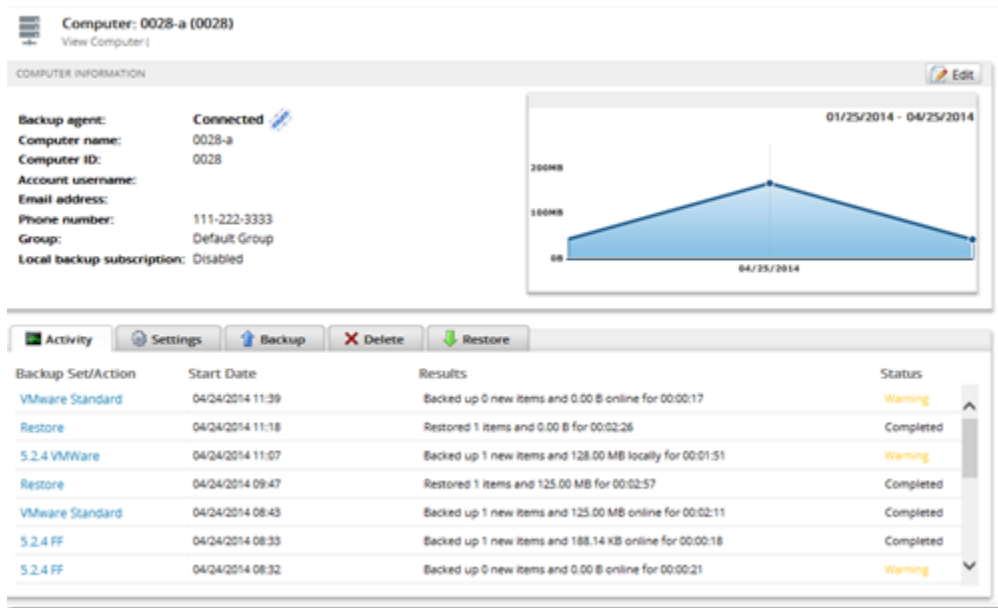 Computer: 0028-a (0028)
View Computer (
COMPUTER INFORMATION
Edit
Backup agent: Connected
Computer name: 0028-a
Computer ID: 0028
Account username:
Email address:
Phone number: 111-222-3333
Group: Default Group
Local backup subscription: Disabled
01/25/2014 - 04/25/2014
200MB
100MB
0B
04/25/2014
Activity Settings Backup Delete Restore
Backup Set/Action Start Date Results Status
VMware Standard 04/24/2014 11:39 Backed up 0 new items and 0.00 B online for 00:00:17 Warning
Restore 04/24/2014 11:18 Restored 1 items and 0.00 B for 00:02:26 Completed
5.2.4 VMWare 04/24/2014 11:07 Backed up 1 new items and 128.00 MB locally for 00:01:51 Warning
Restore 04/24/2014 09:47 Restored 1 items and 125.00 MB for 00:02:57 Completed
VMware Standard 04/24/2014 08:43 Backed up 1 new items and 125.00 MB online for 00:02:11 Completed
5.2.4 FF 04/24/2014 08:33 Backed up 1 new items and 188.14 KB online for 00:00:18 Completed
5.2.4 FF 04/24/2014 08:32 Backed up 0 new items and 0.00 B online for 00:00:21 Warning